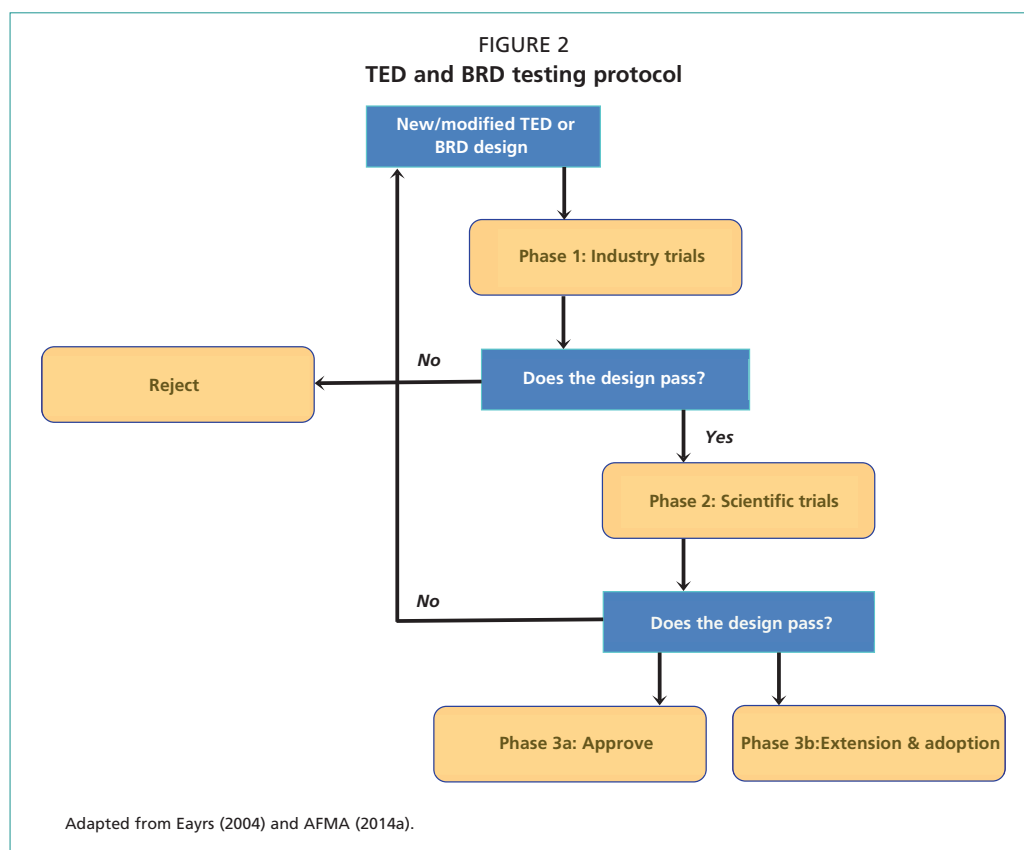 FIGURE 2
TED and BRD testing protocol
New/modified TED or
BRD design
Phase 1: Industry trials
No
Does the design pass?
Reject
Yes
Phase 2: Scientific trials
No
Does the design pass?
Phase 3a: Approve
Phase 3b:Extension & adoption
Adapted from Eayrs (2004) and AFMA (2014a).